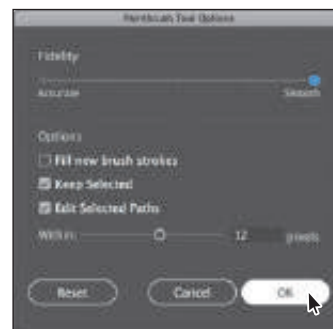 Paintbrush Tool Options
Fidelity
Accurate Smooth
Options
Fill new brush strokes
Keep Selected
Edit Selected Paths
Within: 12 pixels
Reset Cancel OK